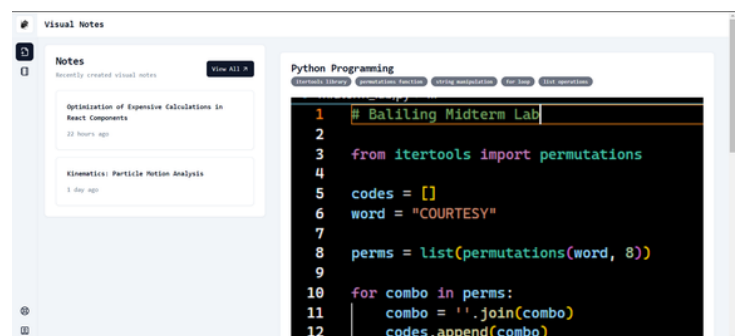 Visual Notes
Notes
Recently created visual notes
View All
Optimization of Expensive Calculations in
React Components
22 hours ago
Kinematics: Particle Motion Analysis
1 day ago
Python Programming
itertools library
permutations function
string manipulation
for loop
list operations
1 # Baliling Midterm Lab
2
3 from itertools import permutations
4
5 codes = []
6 word = "COURTESY"
7
8 perms = list(permutations(word, 8))
9
10 for combo in perms:
11 combo = ''.join(combo)
12 codes.append(combo)